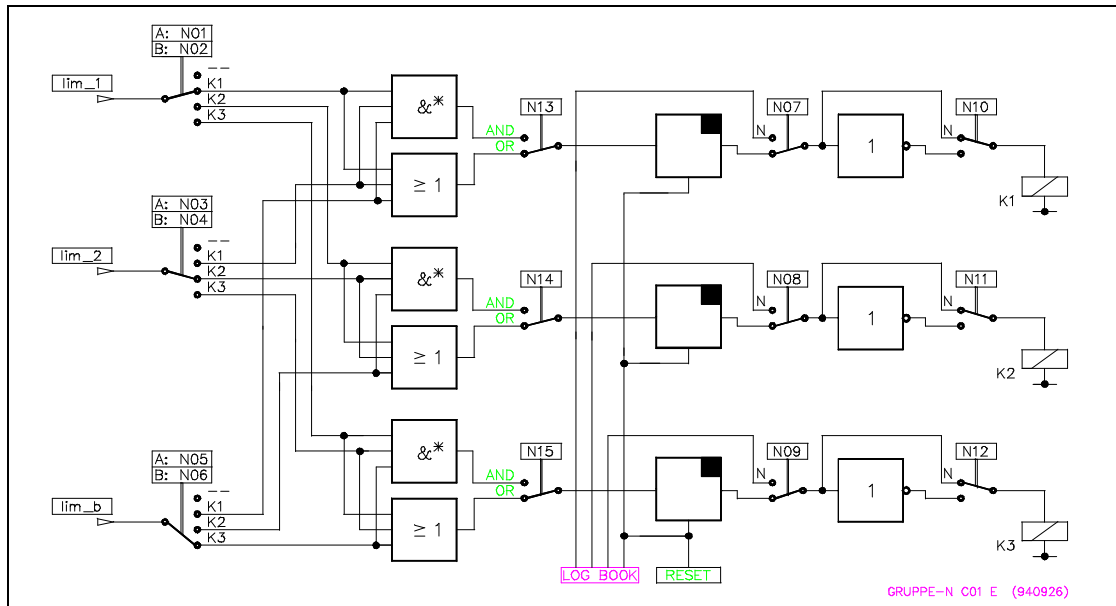 A: N01
B: N02
lim_1
--
K1
K2
K3
&*
≥ 1
AND
OR
N13
N
N07
1
N10
K1
A: N03
B: N04
lim_2
--
K1
K2
K3
&*
≥ 1
AND
OR
N14
N
N08
1
N11
K2
A: N05
B: N06
lim_b
--
K1
K2
K3
&*
≥ 1
AND
OR
N15
N
N09
1
N12
K3
LOG BOOK
RESET
GRUPPE-N C01 E (940926)